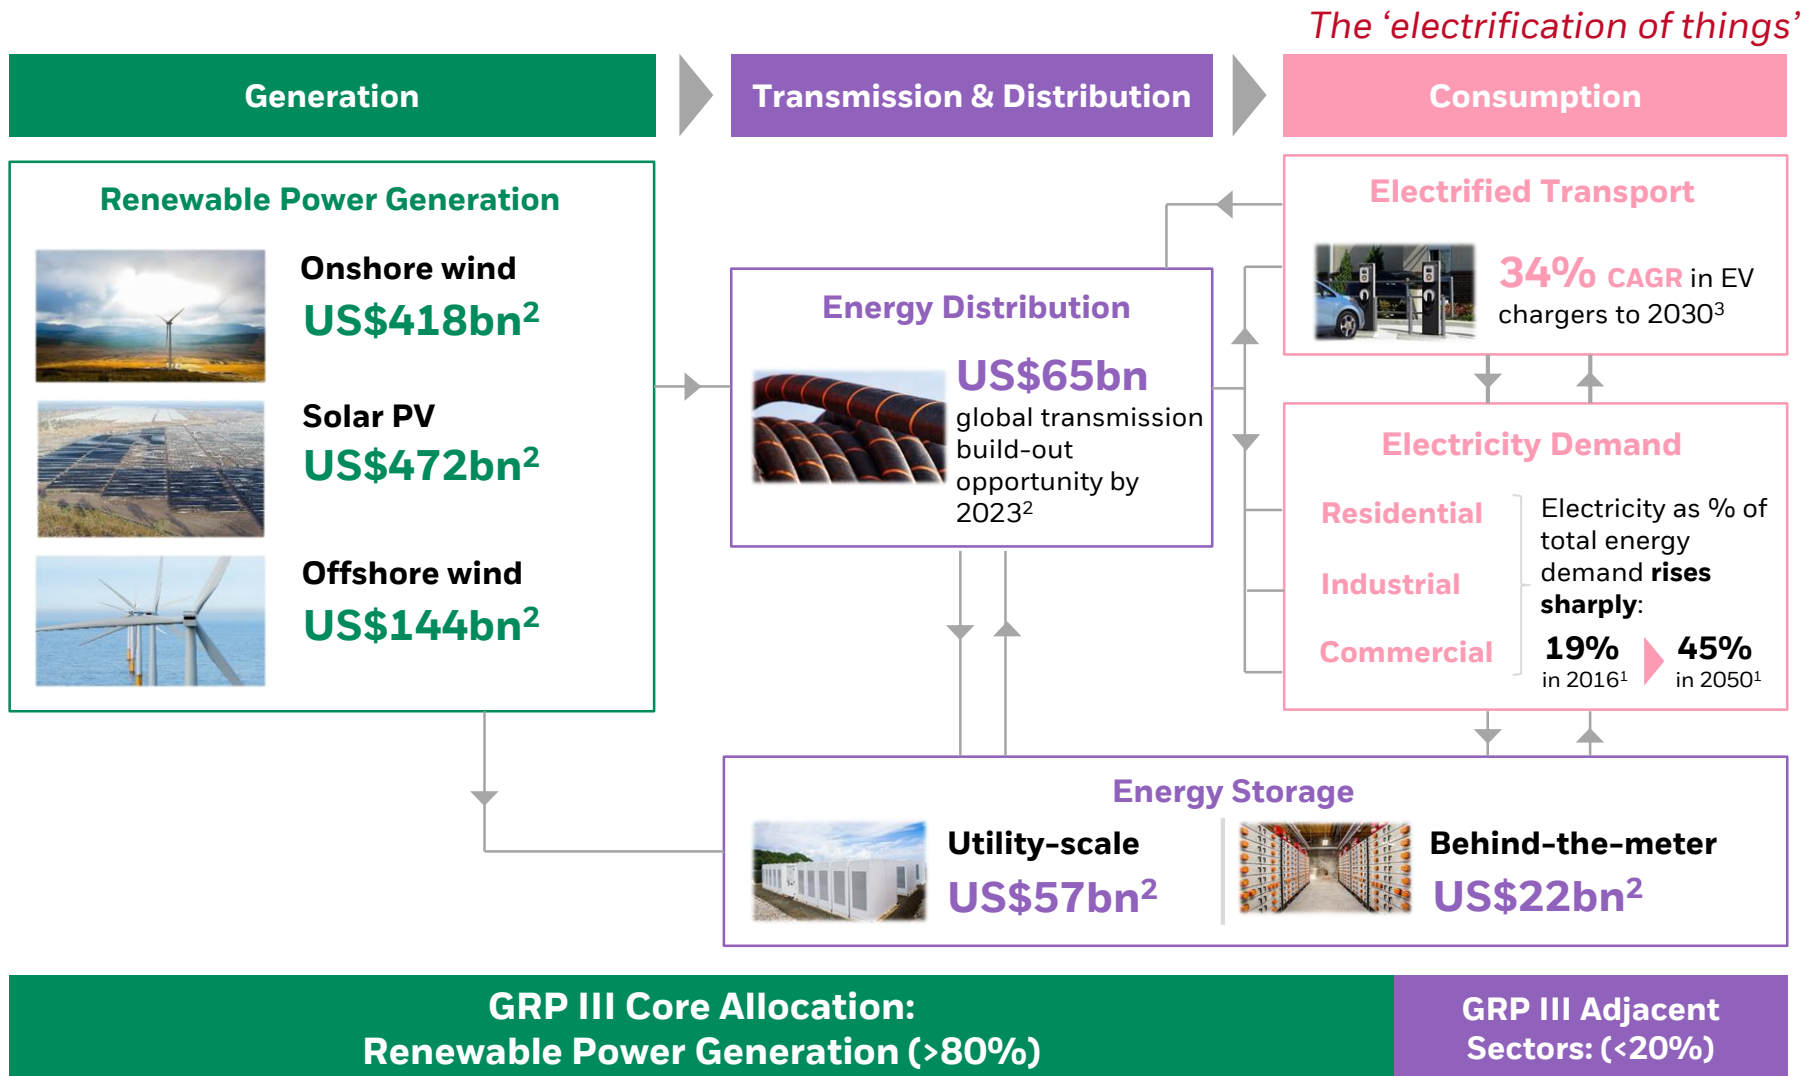 The ‘electrification of things’
Generation
Transmission & Distribution
Consumption
Renewable Power Generation
Onshore wind
US$418bn²
Solar PV
US$472bn²
Offshore wind
US$144bn²
Energy Distribution
US$65bn
global transmission
build-out
opportunity by
2023²
Electrified Transport
34% CAGR in EV
chargers to 2030³
Electricity Demand
Residential
Industrial
Commercial
Electricity as % of
total energy
demand rises
sharply:
19%
in 2016¹
45%
in 2050¹
Energy Storage
Utility-scale
US$57bn²
Behind-the-meter
US$22bn²
GRP III Core Allocation:
Renewable Power Generation (>80%)
GRP III Adjacent
Sectors: (<20%)